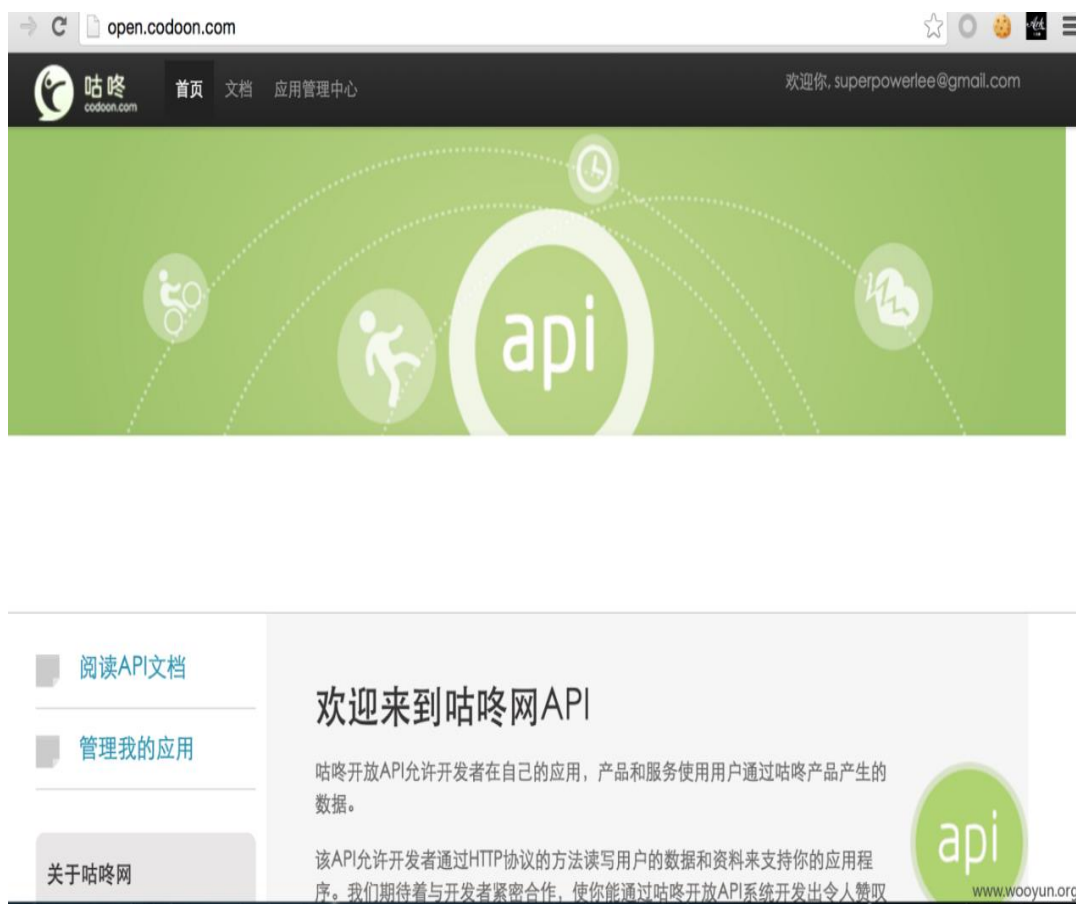 open.codoon.com
咕咚
codoon.com
首页 文档 应用管理中心
欢迎你, superpowerlee@gmail.com
api
阅读API文档
管理我的应用
关于咕咚网
欢迎来到咕咚网API
咕咚开放API允许开发者在自己的应用，产品和服务使用用户通过咕咚产品产生的
数据。
该API允许开发者通过HTTP协议的方法读写用户的数据和资料来支持你的应用程
序。我们期待着与开发者紧密合作，使你能通过咕咚开放API系统开发出令人赞叹
api
www.wooyun.org